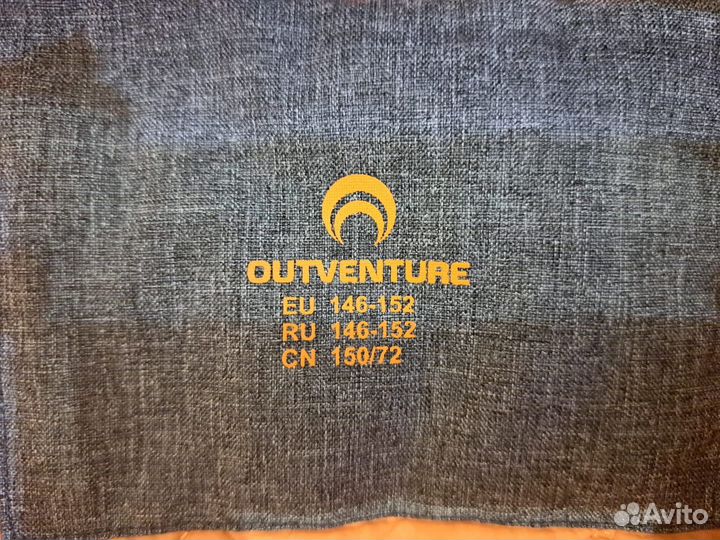 OUTVENTURE
EU 146-152
RU 146-152
CN 150/72
Avito